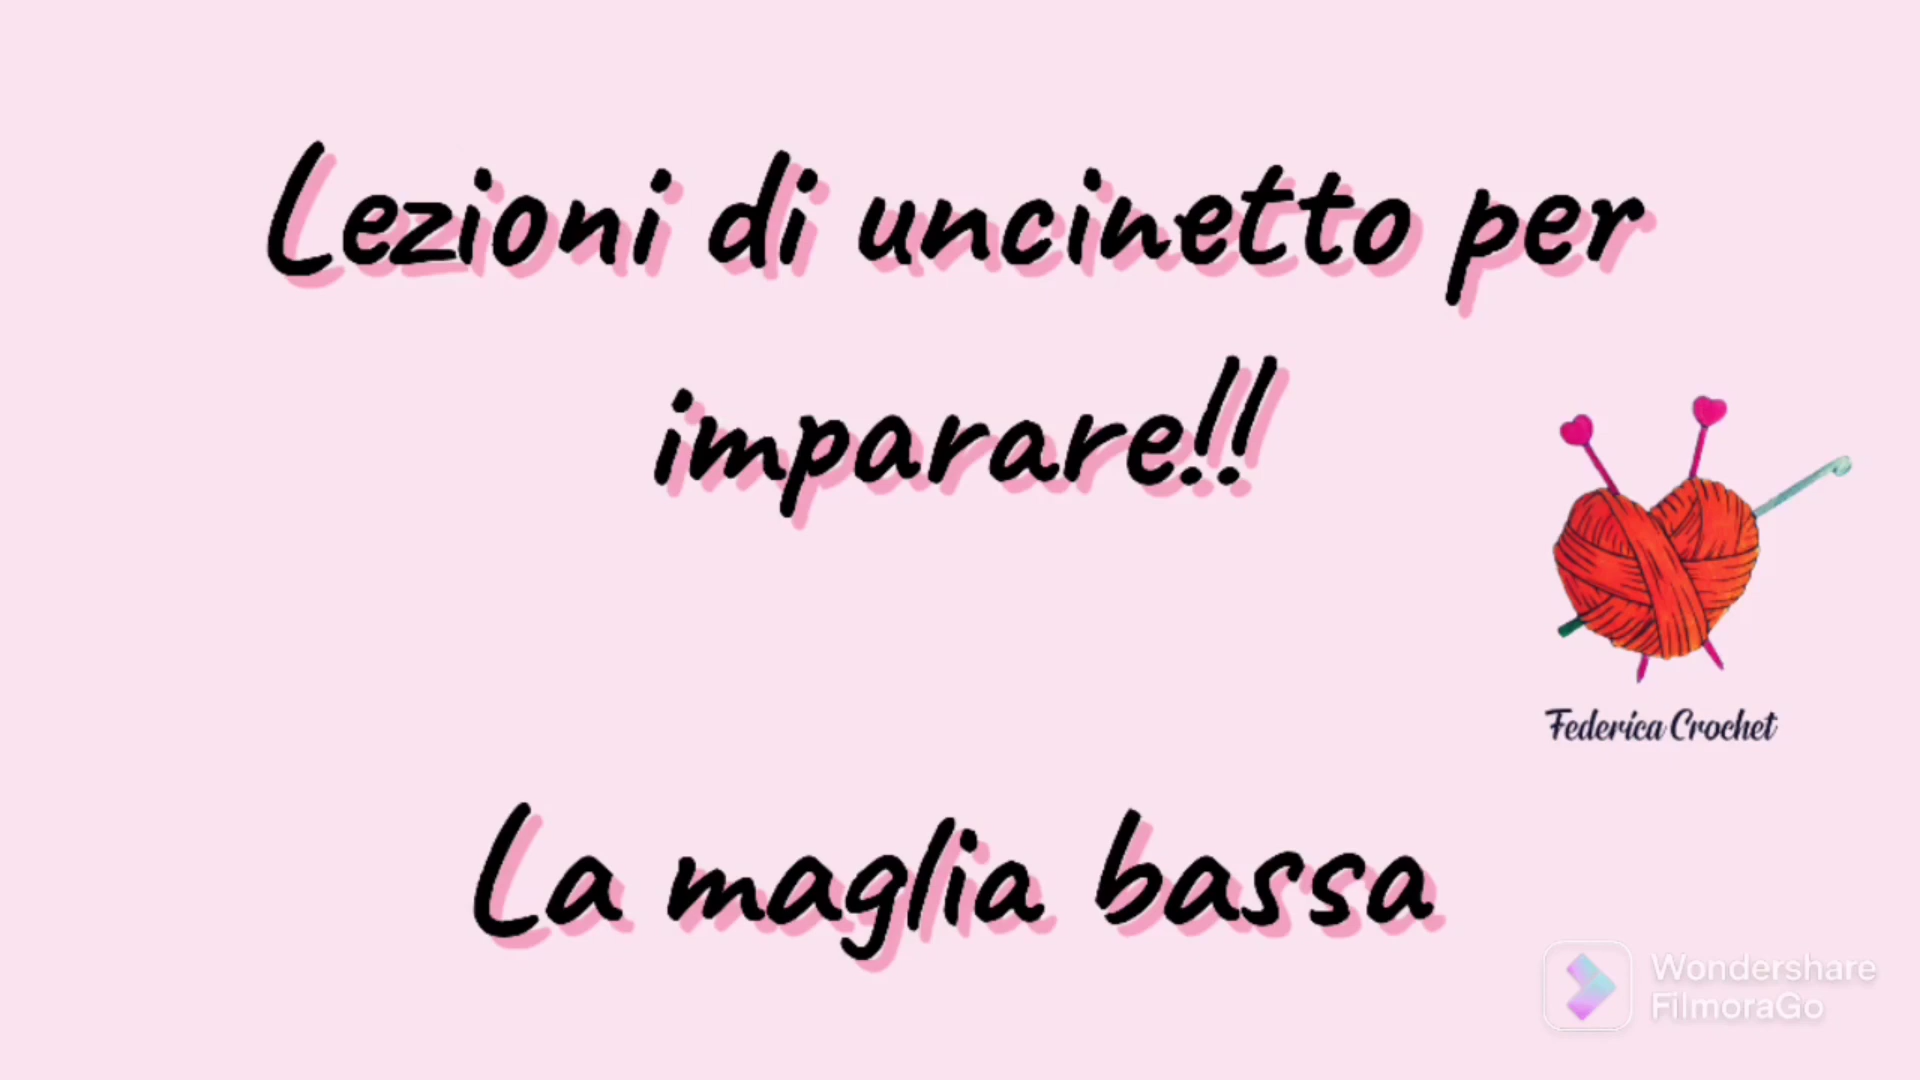 Lezioni di uncinetto per
imparare!!
Federica Crochet
La maglia bassa
Wondershare
FilmoraGo